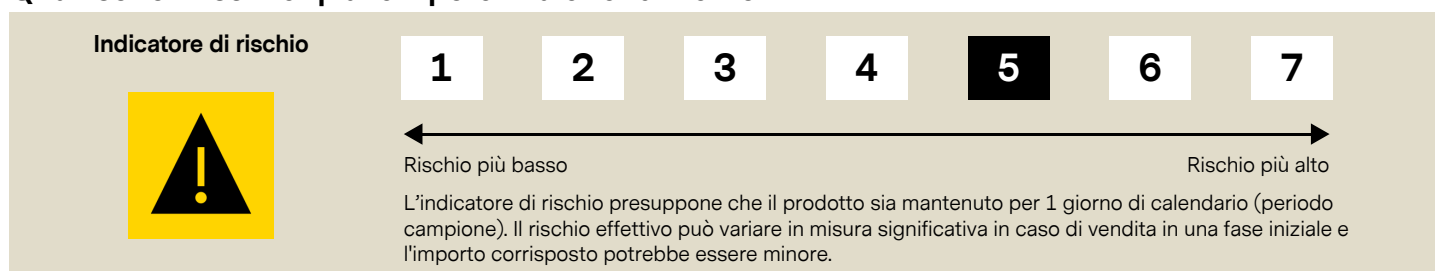 Indicatore di rischio
1 2 3 4 5 6 7
Rischio più basso Rischio più alto
L'indicatore di rischio presuppone che il prodotto sia mantenuto per 1 giorno di calendario (periodo
campione). Il rischio effettivo può variare in misura significativa in caso di vendita in una fase iniziale e
l'importo corrisposto potrebbe essere minore.